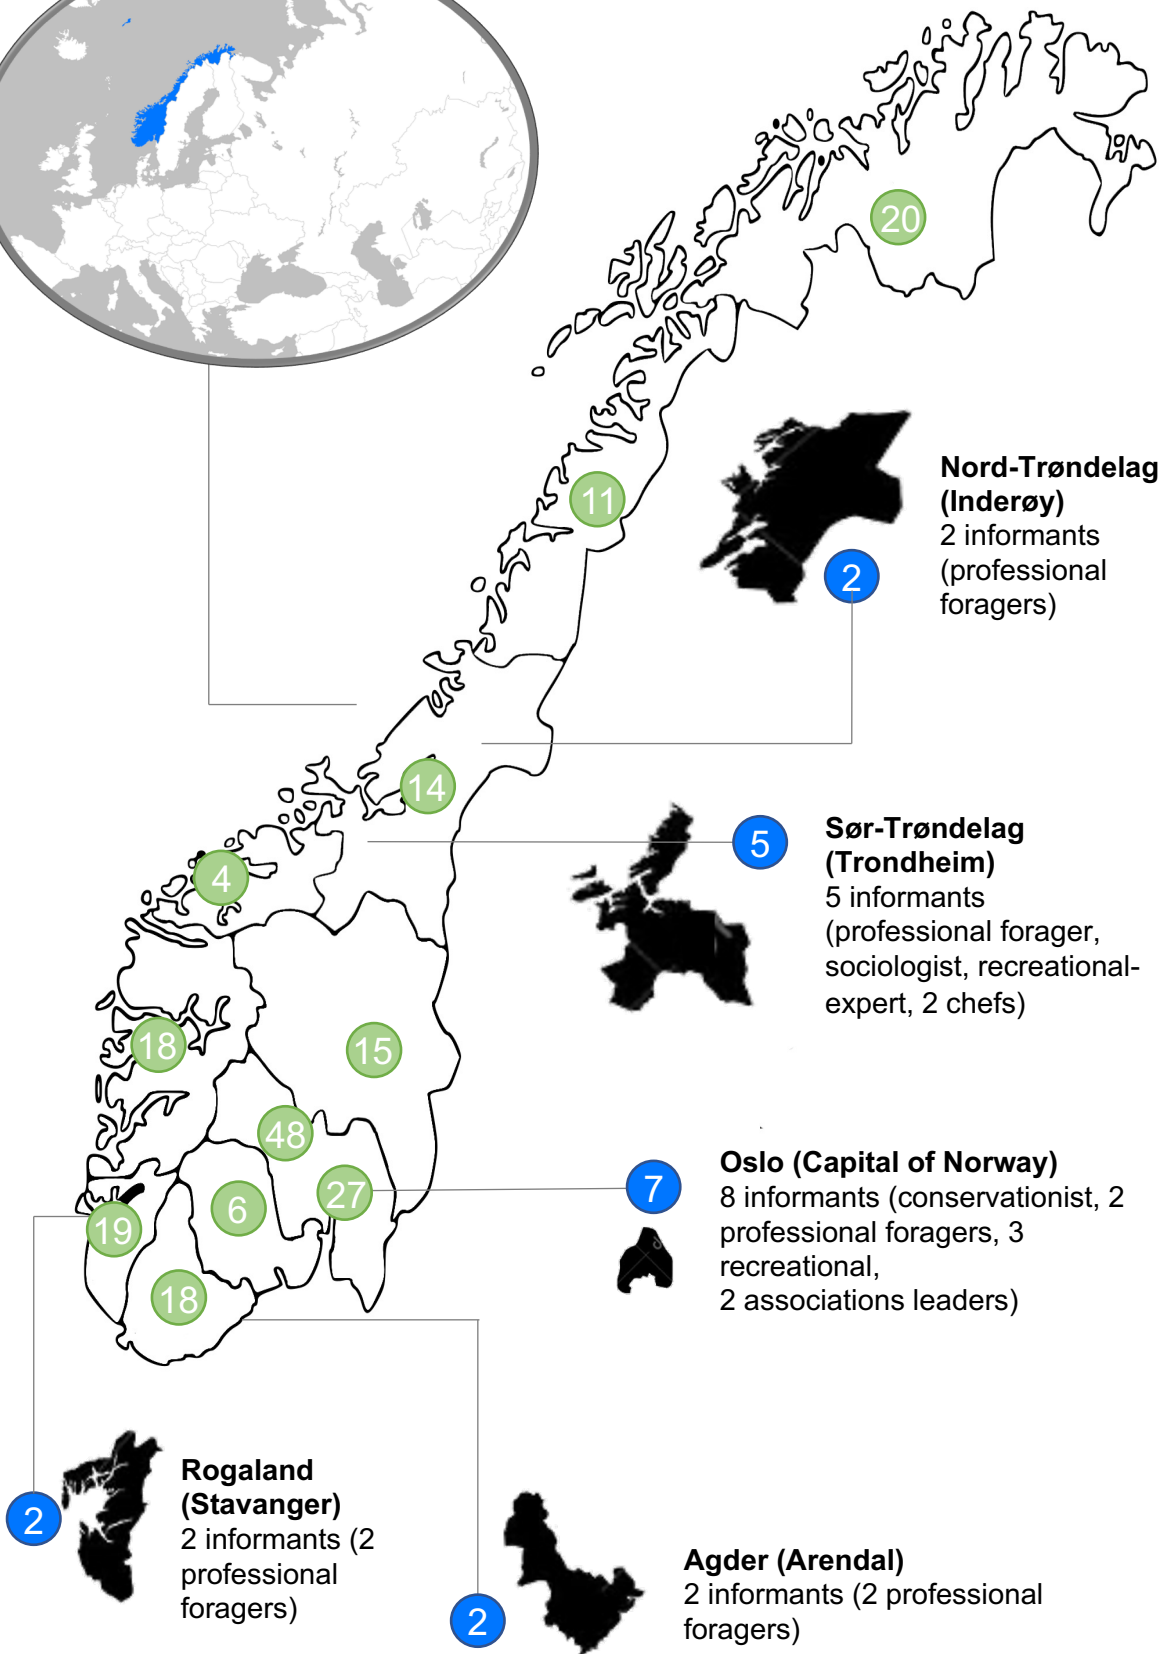 20
11
Nord-Trøndelag
(Inderøy)
2 informants
(professional
foragers)
2
14
5
Sør-Trøndelag
(Trondheim)
5 informants
(professional forager,
sociologist, recreational-
expert, 2 chefs)
4
18
15
48
27
7
Oslo (Capital of Norway)
8 informants (conservationist, 2
professional foragers, 3
recreational,
2 associations leaders)
6
19
18
2
Rogaland
(Stavanger)
2 informants (2
professional
foragers)
2
Agder (Arendal)
2 informants (2 professional
foragers)